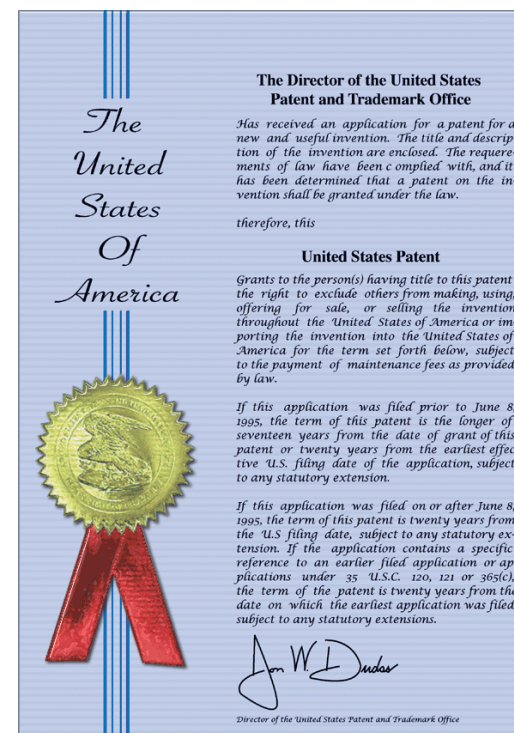 The
United
States
Of
America
The Director of the United States
Patent and Trademark Office
Has received an application for a patent for a
new and useful invention. The title and descrip
tion of the invention are enclosed. The requere-
ments of law have been c omplied with, and it
has been determined that a patent on the in-
vention shall be granted under the law.
therefore, this
United States Patent
Grants to the person(s) having title to this patent
the right to exclude others from making, using,
offering for sale, or selling the invention
throughout the United States of America or im-
porting the invention into the United States of
America for the term set forth below, subject
to the payment of maintenance fees as provided
by law.
If this application was filed prior to June 8,
1995, the term of this patent is the longer of
seventeen years from the date of grant of this
patent or twenty years from the earliest effec
tive U.S. filing date of the application, subject
to any statutory extension.
If this application was filed on or after June 8,
1995, the term of this patent is twenty years from
the U.S filing date, subject to any statutory ex-
tension. If the application contains a specific
reference to an earlier filed application or ap
plications under 35 U.S.C. 120, 121 or 365(c),
the term of the patent is twenty years from the
date on which the earliest application was filed
subject to any statutory extensions.
Jon W. Dudas
Director of the United States Patent and Trademark Office